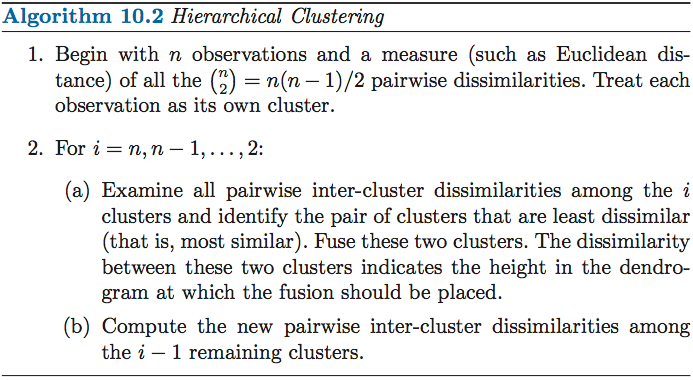 Algorithm 10.2 Hierarchical Clustering
1. Begin with n observations and a measure (such as Euclidean dis-
tance) of all the (n 2) = n(n − 1)/2 pairwise dissimilarities. Treat each
observation as its own cluster.
2. For i = n, n − 1, . . . , 2:
(a) Examine all pairwise inter-cluster dissimilarities among the i
clusters and identify the pair of clusters that are least dissimilar
(that is, most similar). Fuse these two clusters. The dissimilarity
between these two clusters indicates the height in the dendro-
gram at which the fusion should be placed.
(b) Compute the new pairwise inter-cluster dissimilarities among
the i − 1 remaining clusters.